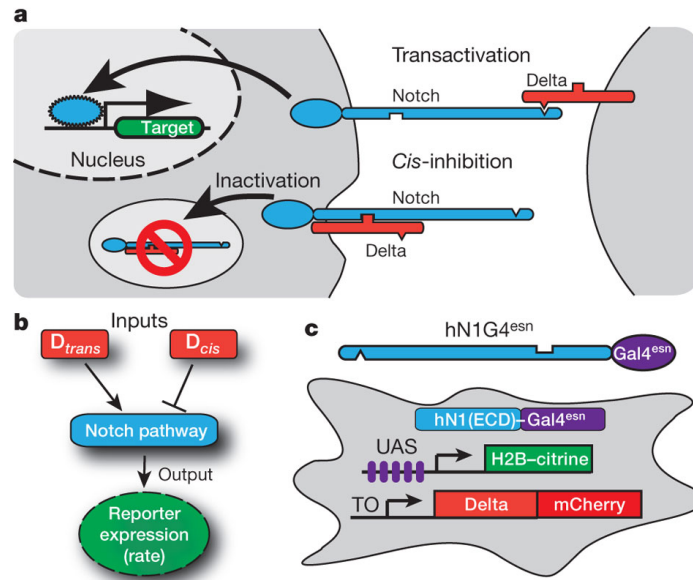 a
Transactivation
Delta
Notch
Target
Nucleus
Cis-inhibition
Inactivation
Notch
Delta
b
Inputs
Dtrans
Dcis
Notch pathway
Output
Reporter
expression
(rate)
c
hN1G4esn
Gal4esn
hN1(ECD)–Gal4esn
UAS
H2B–citrine
TO
Delta
mCherry